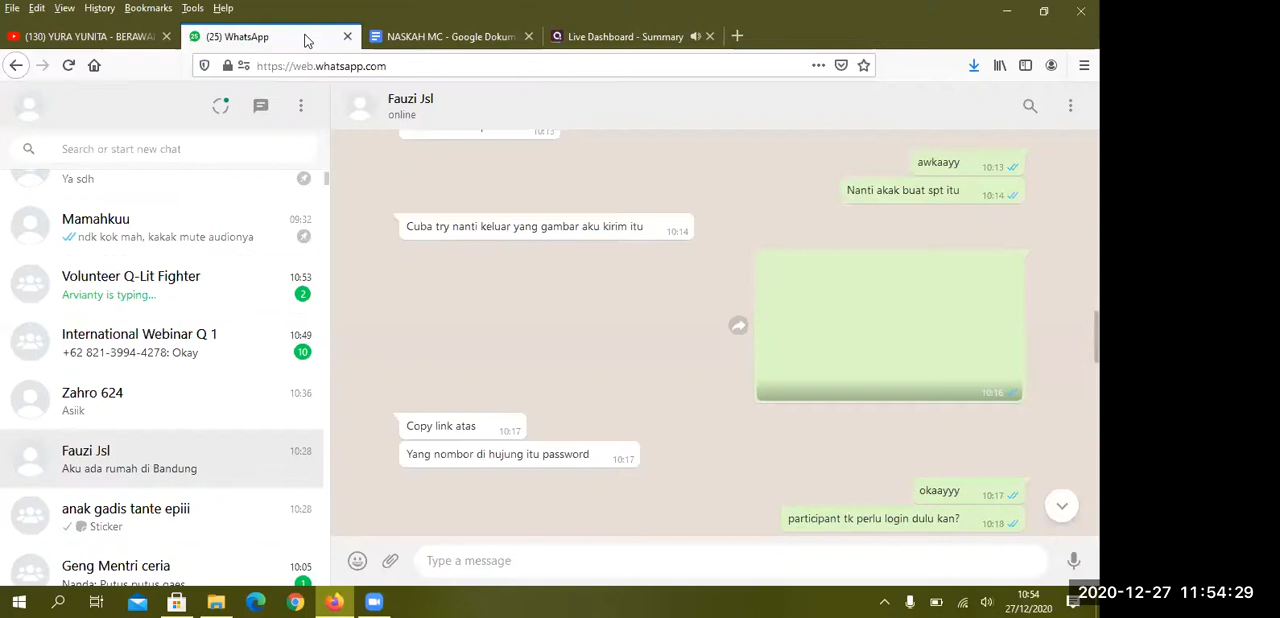 File Edit View History Bookmarks Tools Help
(130) YURA YUNITA - BERAWA
(25) WhatsApp
NASKAH MC - Google Dokum
Live Dashboard - Summary
https://web.whatsapp.com
Fauzi Jsl
online
Search or start new chat
Ya sdh
Mamahkuu 09:32
ndk kok mah, kakak mute audionya
Volunteer Q-Lit Fighter 10:53
Arvianty is typing... 2
International Webinar Q 1 10:49
+62 821-3994-4278: Okay 10
Zahro 624 10:36
Asiik
Fauzi Jsl 10:28
Aku ada rumah di Bandung
anak gadis tante epiii 10:28
Sticker
Geng Mentri ceria 10:05
Nanda: Putus putus gaes 1
10:13
awkaayy 10:13
Nanti akak buat spt itu 10:14
Cuba try nanti keluar yang gambar aku kirim itu 10:14
10:16
Copy link atas 10:17
Yang nombor di hujung itu password 10:17
okaayyy 10:17
participant tk perlu login dulu kan? 10:18
Type a message
10:54
27/12/2020
2020-12-27 11:54:29